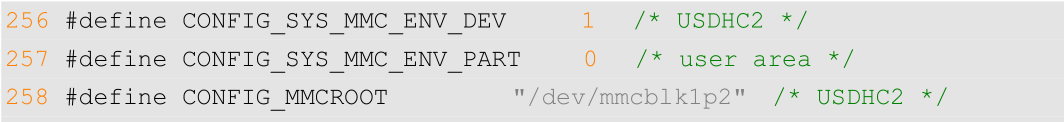 256 #define CONFIG_SYS_MMC_ENV_DEV 1 /* USDHC2 */
257 #define CONFIG_SYS_MMC_ENV_PART 0 /* user area */
258 #define CONFIG_MMCROOT "/dev/mmcblk1p2" /* USDHC2 */